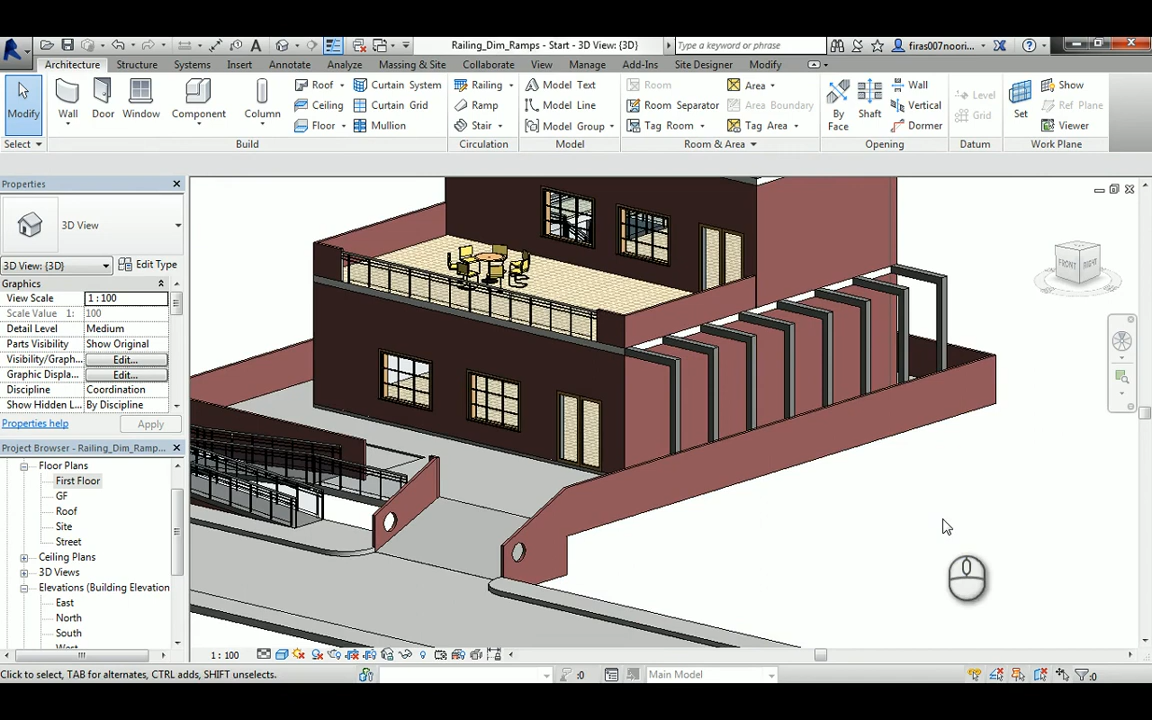 Railing_Dim_Ramps - Start - 3D View: {3D}
Type a keyword or phrase
firas007noori...
Architecture Structure Systems Insert Annotate Analyze Massing & Site Collaborate View Manage Add-Ins Site Designer Modify
Modify
Wall
Door
Window
Component
Column
Roof
Ceiling
Floor
Curtain System
Curtain Grid
Mullion
Railing
Ramp
Stair
Model Text
Model Line
Model Group
Room
Room Separator
Tag Room
Area
Area Boundary
Tag Area
By
Face
Shaft
Wall
Vertical
Dormer
Level
Grid
Set
Show
Ref Plane
Viewer
Select
Build
Circulation
Model
Room & Area
Opening
Datum
Work Plane
Properties
3D View
3D View: {3D}
Edit Type
Graphics
View Scale 1 : 100
Scale Value 1: 100
Detail Level Medium
Parts Visibility Show Original
Visibility/Graph... Edit...
Graphic Displa... Edit...
Discipline Coordination
Show Hidden L... By Discipline
Properties help
Apply
Project Browser - Railing_Dim_Ramp...
Floor Plans
First Floor
GF
Roof
Site
Street
Ceiling Plans
3D Views
Elevations (Building Elevation
East
North
South
West
FRONT
1 : 100
Click to select, TAB for alternates, CTRL adds, SHIFT unselects.
:0
Main Model
:0